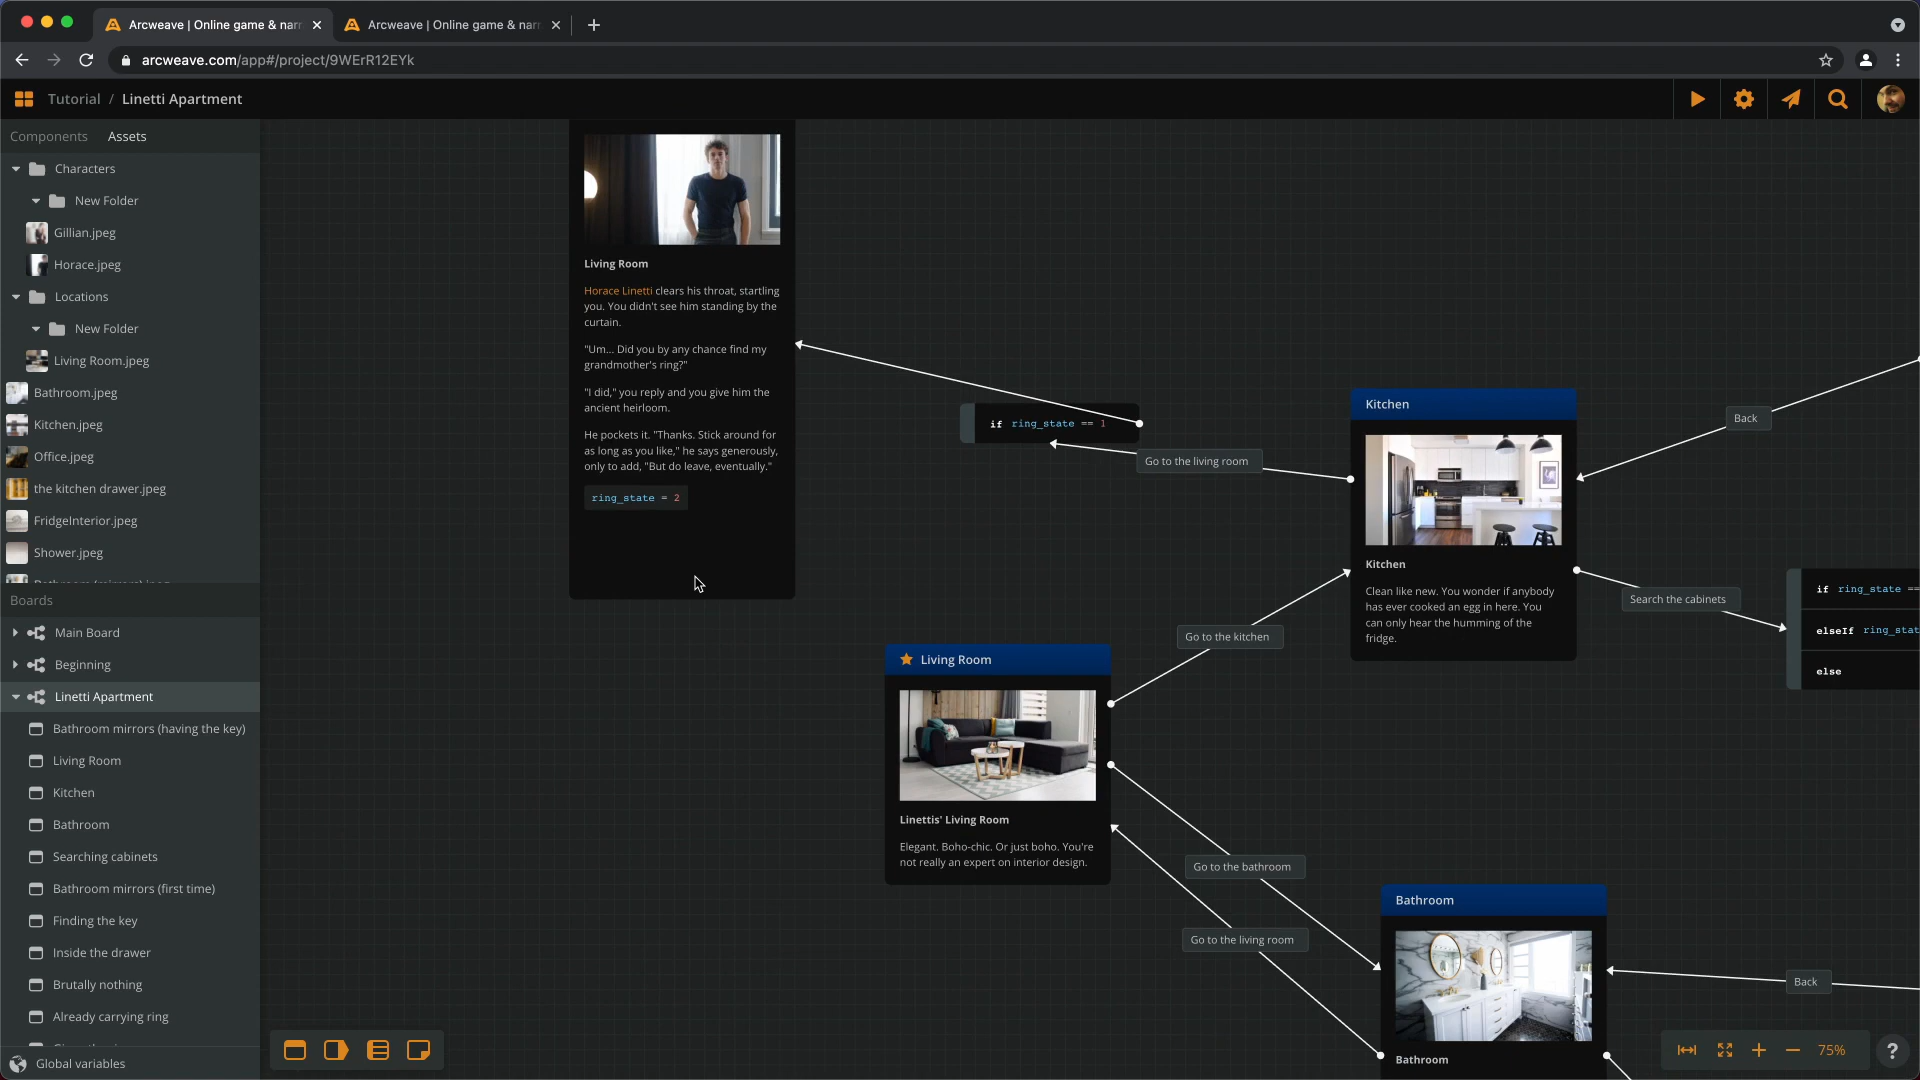 Arcweave | Online game & narr
Arcweave | Online game & narr
arcweave.com/app#/project/9WErR12EYk
Tutorial / Linetti Apartment
Components Assets
Characters
New Folder
Gillian.jpeg
Horace.jpeg
Locations
New Folder
Living Room.jpeg
Bathroom.jpeg
Kitchen.jpeg
Office.jpeg
the kitchen drawer.jpeg
FridgeInterior.jpeg
Shower.jpeg
Boards
Main Board
Beginning
Linetti Apartment
Bathroom mirrors (having the key)
Living Room
Kitchen
Bathroom
Searching cabinets
Bathroom mirrors (first time)
Finding the key
Inside the drawer
Brutally nothing
Already carrying ring
Global variables
Living Room
Horace Linetti clears his throat, startling
you. You didn't see him standing by the
curtain.
"Um... Did you by any chance find my
grandmother's ring?"
"I did," you reply and you give him the
ancient heirloom.
He pockets it. "Thanks. Stick around for
as long as you like," he says generously,
only to add, "But do leave, eventually."
ring_state = 2
if ring_state == 1
Go to the living room
Kitchen
Kitchen
Clean like new. You wonder if anybody
has ever cooked an egg in here. You
can only hear the humming of the
fridge.
Back
Search the cabinets
if ring_state ==
elseIf ring_stat
else
Go to the kitchen
Living Room
Linettis' Living Room
Elegant. Boho-chic. Or just boho. You're
not really an expert on interior design.
Go to the bathroom
Go to the living room
Bathroom
Bathroom
Back
75%
?